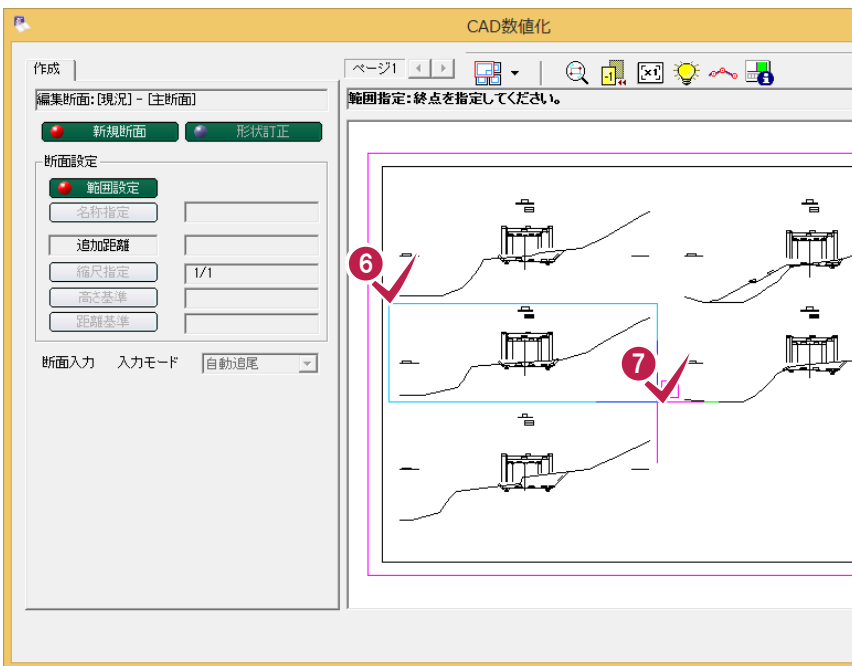 CAD数値化
作成
ページ1
編集断面:[現況] - [主断面]
範囲指定:終点を指定してください。
新規断面
形状訂正
断面設定
範囲設定
名称指定
追加距離
縮尺指定
1/1
高さ基準
距離基準
断面入力
入力モード
自動追尾
6
7